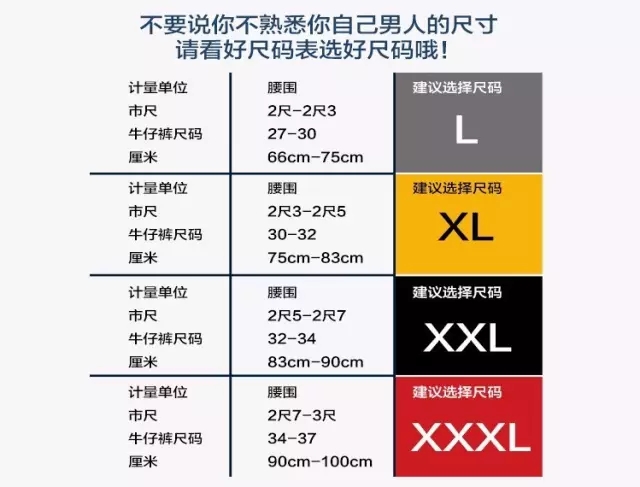 不要说你不熟悉你自己男人的尺寸
请看好尺码表选好尺码哦！
计量单位 腰围 建议选择尺码
市尺 2尺-2尺3
牛仔裤尺码 27-30 L
厘米 66cm-75cm
计量单位 腰围 建议选择尺码
市尺 2尺3-2尺5
牛仔裤尺码 30-32 XL
厘米 75cm-83cm
计量单位 腰围 建议选择尺码
市尺 2尺5-2尺7
牛仔裤尺码 32-34 XXL
厘米 83cm-90cm
计量单位 腰围 建议选择尺码
市尺 2尺7-3尺
牛仔裤尺码 34-37 XXXL
厘米 90cm-100cm